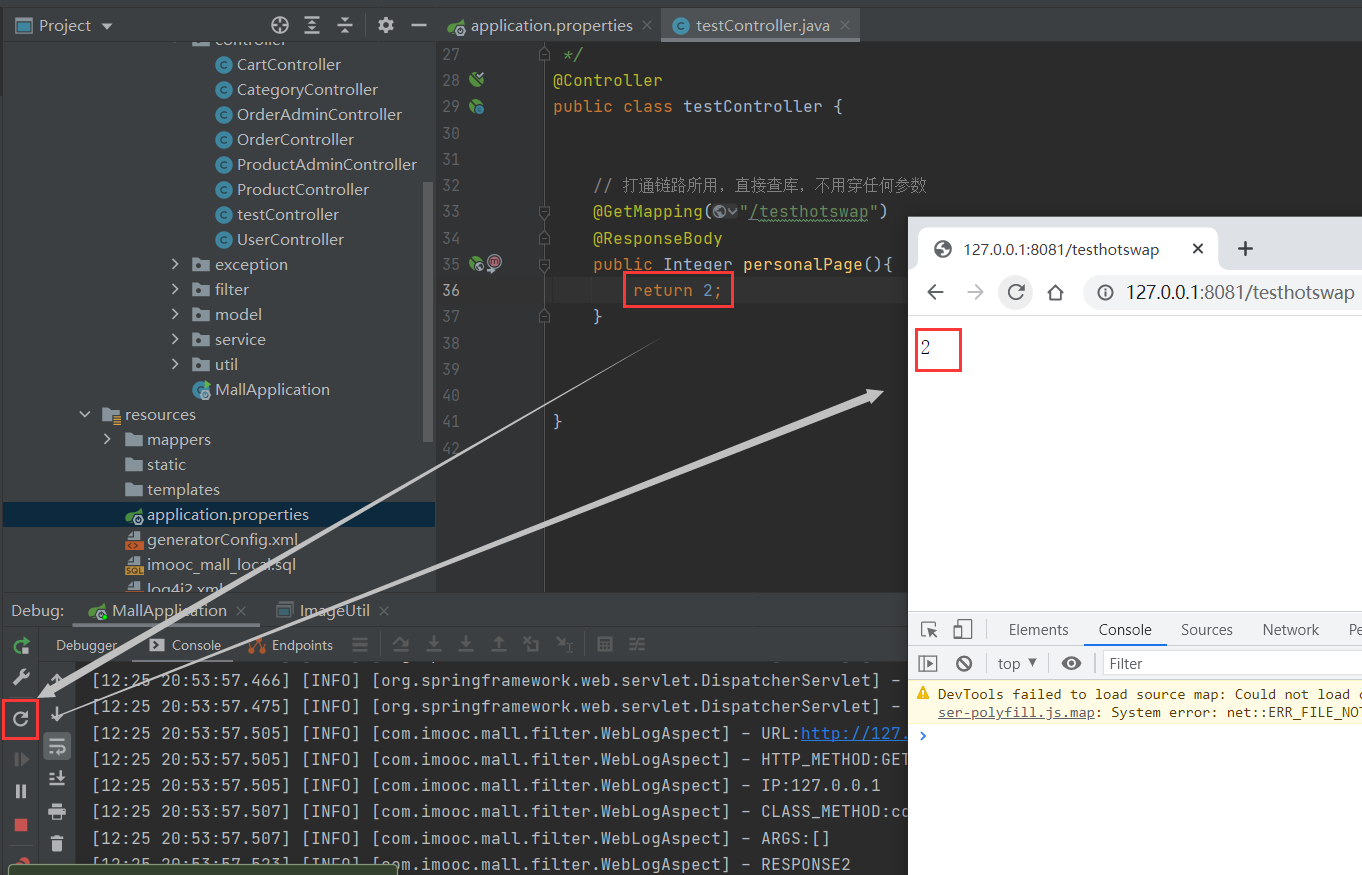 Project
application.properties
testController.java
controller
CartController
CategoryController
OrderAdminController
OrderController
ProductAdminController
ProductController
testController
UserController
exception
filter
model
service
util
MallApplication
resources
mappers
static
templates
application.properties
generatorConfig.xml
imooc_mall_local.sql
log4j2.xml
27 */
28 @Controller
29 public class testController {
30
31
32 // 打通链路所用，直接查库，不用穿任何参数
33 @GetMapping("/testhotswap")
34 @ResponseBody
35 public Integer personalPage(){
36 return 2;
37 }
38
39
40
41 }
42
127.0.0.1:8081/testhotswap
127.0.0.1:8081/testhotswap
2
Elements Console Sources Network
top Filter
DevTools failed to load source map: Could not load
ser-polyfill.js.map: System error: net::ERR_FILE_NOT
Debug: MallApplication ImageUtil
Debugger Console Endpoints
[12:25 20:53:57.466] [INFO] [org.springframework.web.servlet.DispatcherServlet] -
[12:25 20:53:57.475] [INFO] [org.springframework.web.servlet.DispatcherServlet] -
[12:25 20:53:57.505] [INFO] [com.imooc.mall.filter.WebLogAspect] - URL:http://127.
[12:25 20:53:57.505] [INFO] [com.imooc.mall.filter.WebLogAspect] - HTTP_METHOD:GET
[12:25 20:53:57.505] [INFO] [com.imooc.mall.filter.WebLogAspect] - IP:127.0.0.1
[12:25 20:53:57.507] [INFO] [com.imooc.mall.filter.WebLogAspect] - CLASS_METHOD:co
[12:25 20:53:57.507] [INFO] [com.imooc.mall.filter.WebLogAspect] - ARGS:[]
[12:25 20:53:57.523] [INFO] [com.imooc.mall.filter.WebLogAspect] - RESPONSE2